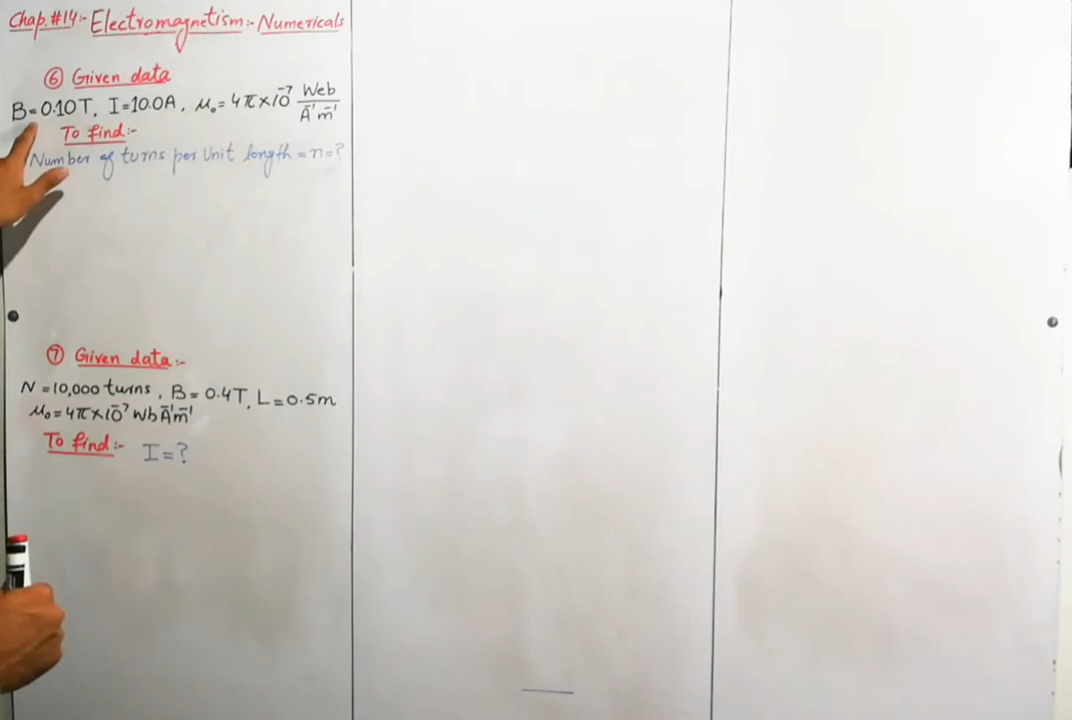 Chap. #14:- Electromagnetism:- Numericals
⑥ Given data
B=0.10T, I=10.0A, μ₀=4π×10⁻⁷ Web/A⁻¹m⁻¹
To find:-
Number of turns per Unit length =n=?
⑦ Given data:-
N=10,000 turns, B=0.4T, L=0.5m
μ₀=4π×10⁻⁷ Wb A⁻¹m⁻¹
To find:- I=?